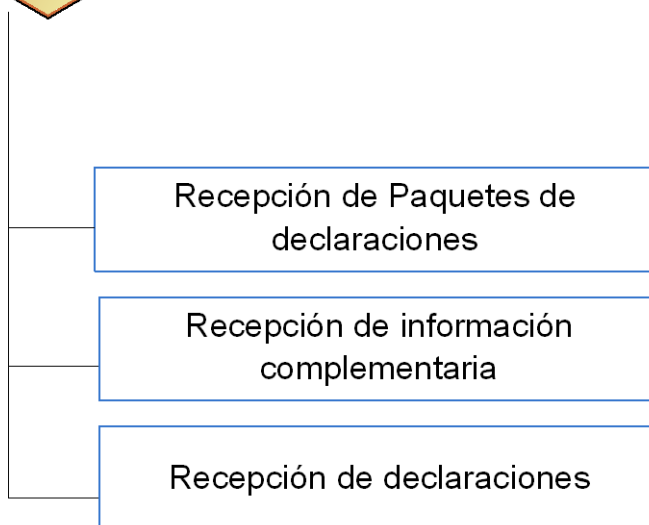 Recepción de Paquetes de
declaraciones
Recepción de información
complementaria
Recepción de declaraciones